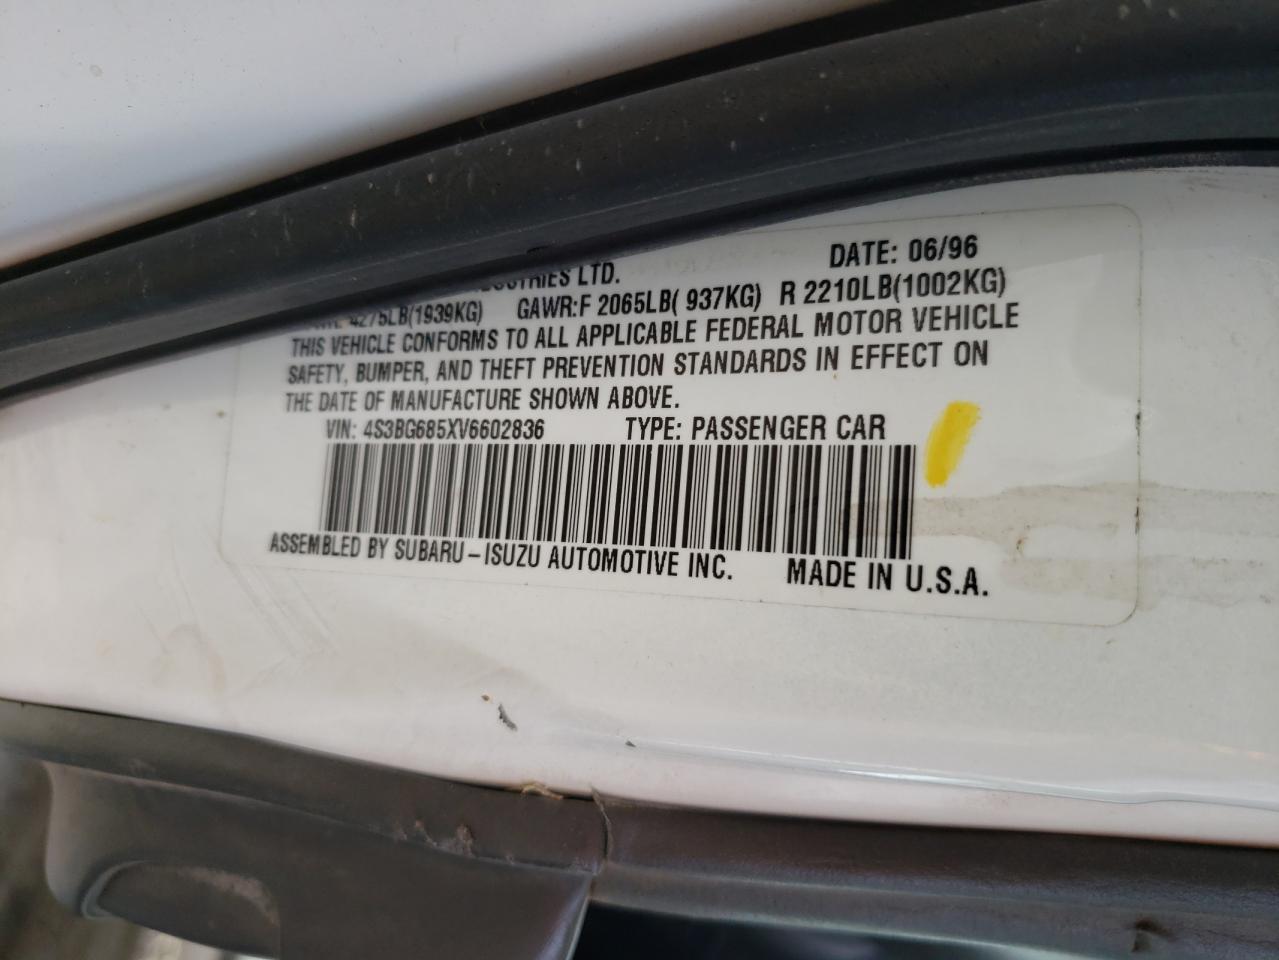 DATE: 06/96
LTD.
4275LB(1939KG) GAWR:F 2065LB( 937KG) R 2210LB(1002KG)
THIS VEHICLE CONFORMS TO ALL APPLICABLE FEDERAL MOTOR VEHICLE
SAFETY, BUMPER, AND THEFT PREVENTION STANDARDS IN EFFECT ON
THE DATE OF MANUFACTURE SHOWN ABOVE.
VIN: 4S3BG685XV6602836 TYPE: PASSENGER CAR
ASSEMBLED BY SUBARU-ISUZU AUTOMOTIVE INC. MADE IN U.S.A.